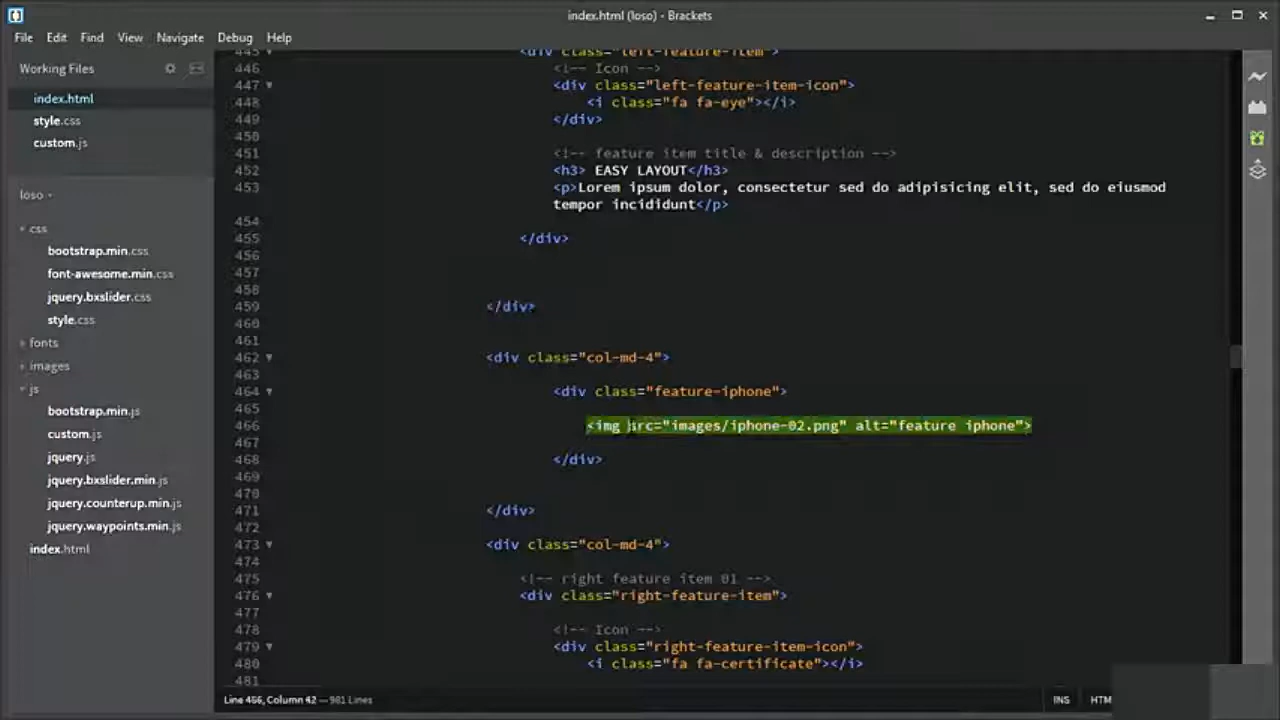 index.html (loso) - Brackets
File Edit Find View Navigate Debug Help
Working Files
index.html
style.css
custom.js
loso
css
bootstrap.min.css
font-awesome.min.css
jquery.bxslider.css
style.css
fonts
images
js
bootstrap.min.js
custom.js
jquery.js
jquery.bxslider.min.js
jquery.counterup.min.js
jquery.waypoints.min.js
index.html
445 <div class="left-feature-item">
446 <!-- Icon -->
447 <div class="left-feature-item-icon">
448 <i class="fa fa-eye"></i>
449 </div>
450
451 <!-- feature item title & description -->
452 <h3> EASY LAYOUT</h3>
453 <p>Lorem ipsum dolor, consectetur sed do adipisicing elit, sed do eiusmod
tempor incididunt</p>
454
455 </div>
456
457
458
459 </div>
460
461
462 <div class="col-md-4">
463
464 <div class="feature-iphone">
465
466 <img src="images/iphone-02.png" alt="feature iphone">
467
468 </div>
469
470
471 </div>
472
473 <div class="col-md-4">
474
475 <!-- right feature item 01 -->
476 <div class="right-feature-item">
477
478 <!-- Icon -->
479 <div class="right-feature-item-icon">
480 <i class="fa fa-certificate"></i>
481
Line 466, Column 42 — 981 Lines
INS HTM